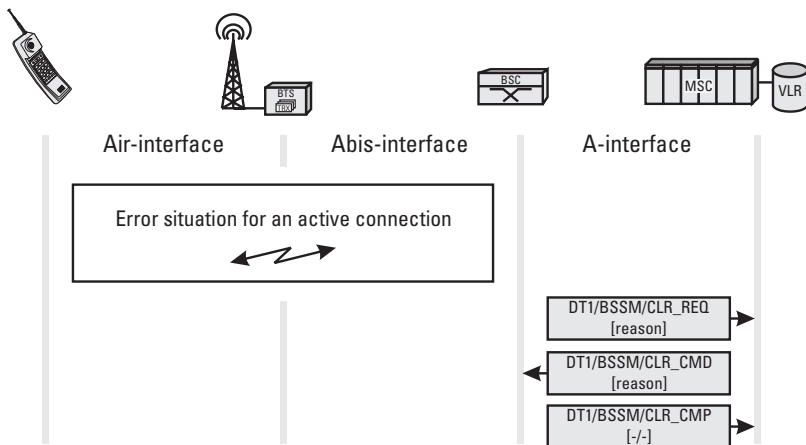 BTS
TRX
BSC
MSC
VLR
Air-interface
Abis-interface
A-interface
Error situation for an active connection
DT1/BSSM/CLR_REQ
[reason]
DT1/BSSM/CLR_CMD
[reason]
DT1/BSSM/CLR_CMP
[-/-]